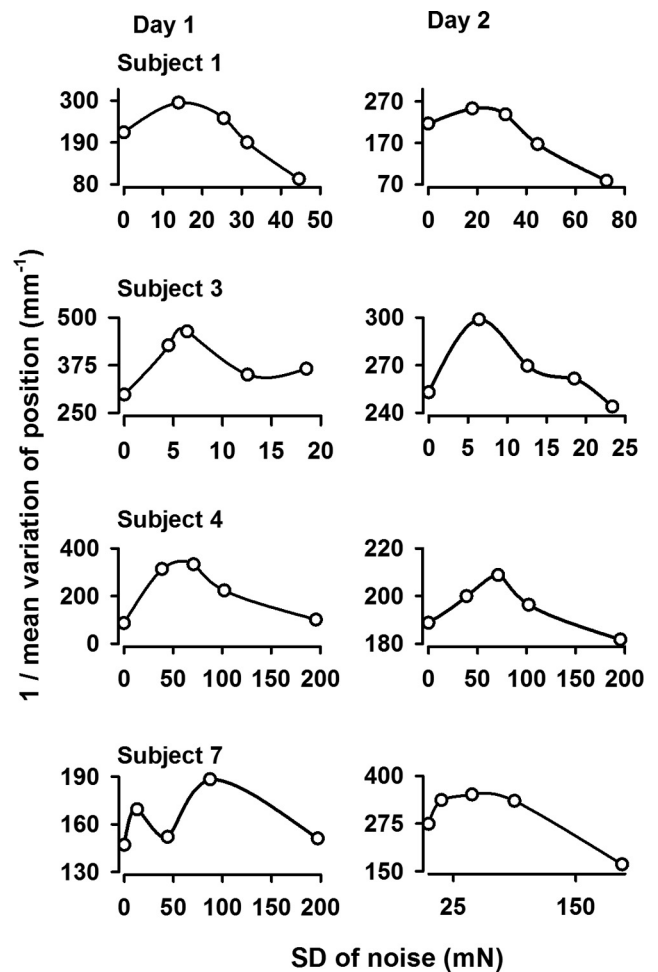 Day 1
Day 2
Subject 1
300
190
80
0 10 20 30 40 50
270
170
70
0 20 40 60 80
Subject 3
500
375
250
0 5 10 15 20
300
270
240
0 5 10 15 20 25
Subject 4
400
200
0
0 50 100 150 200
220
200
180
0 50 100 150 200
Subject 7
190
160
130
0 50 100 150 200
400
275
150
25 150
1 / mean variation of position (mm⁻¹)
SD of noise (mN)